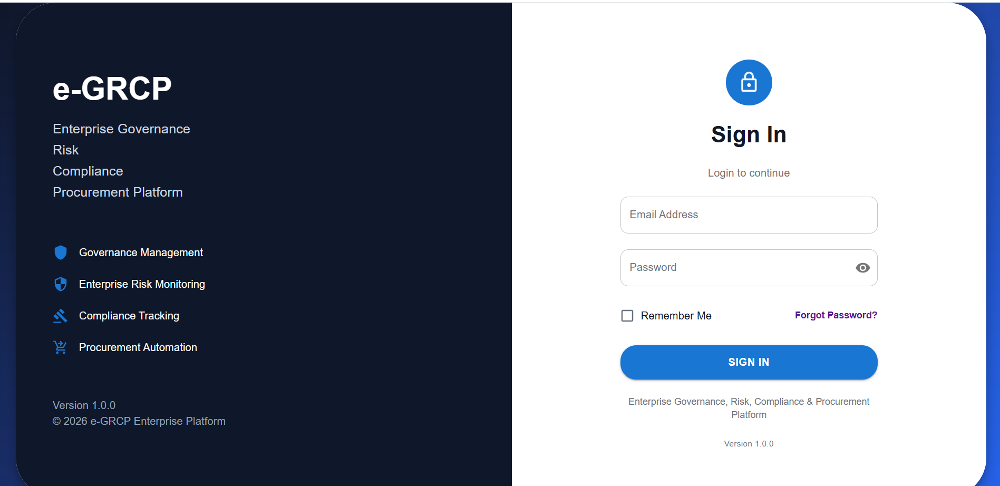 e-GRCP
Enterprise Governance
Risk
Compliance
Procurement Platform
Governance Management
Enterprise Risk Monitoring
Compliance Tracking
Procurement Automation
Version 1.0.0
© 2026 e-GRCP Enterprise Platform
Sign In
Login to continue
Email Address
Password
Remember Me
Forgot Password?
SIGN IN
Enterprise Governance, Risk, Compliance & Procurement
Platform
Version 1.0.0